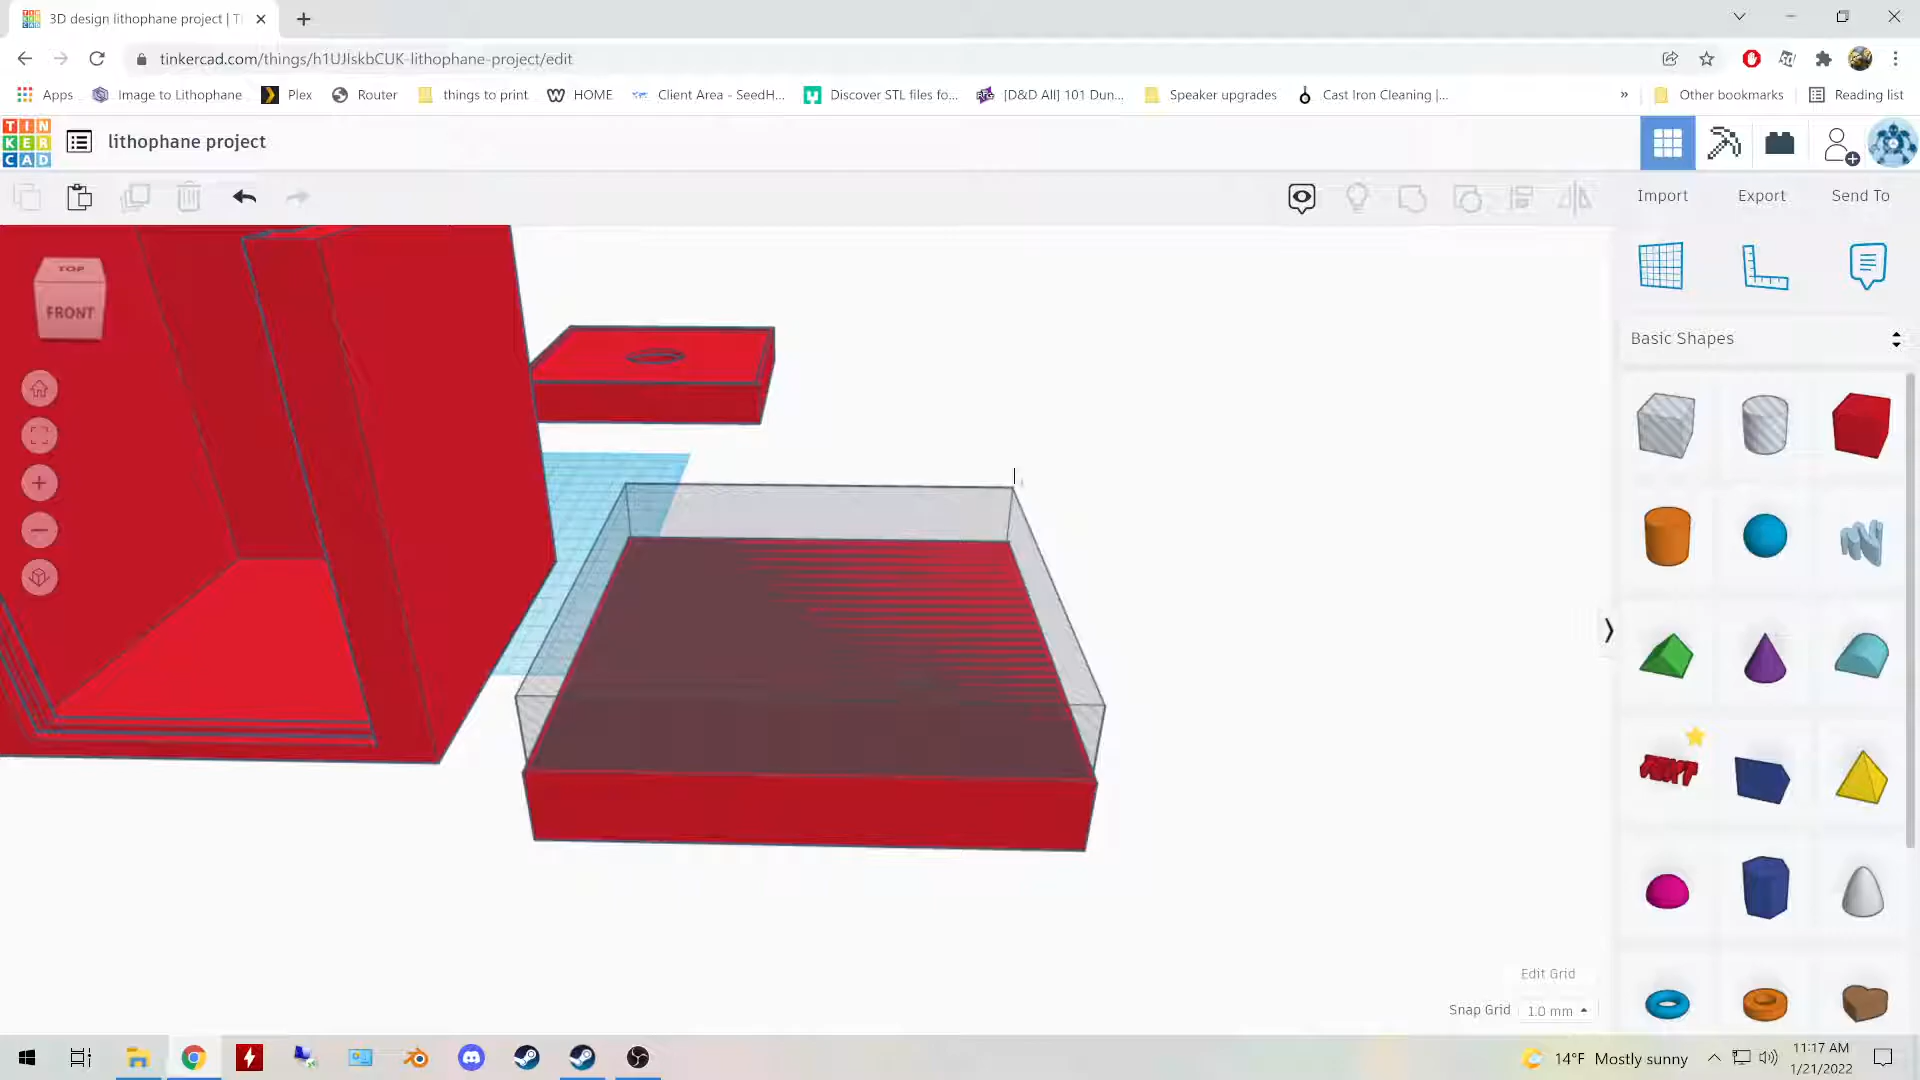 3D design lithophane project | Ti
tinkercad.com/things/h1UJIskbCUK-lithophane-project/edit
Apps Image to Lithophane Plex Router things to print HOME Client Area - SeedH... Discover STL files fo... [D&D All] 101 Dun... Speaker upgrades Cast Iron Cleaning |... » Other bookmarks Reading list
TIN
KER
CAD
lithophane project
Import Export Send To
TOP
FRONT
Basic Shapes
TEXT
Edit Grid
Snap Grid 1.0 mm
14°F Mostly sunny
11:17 AM
1/21/2022